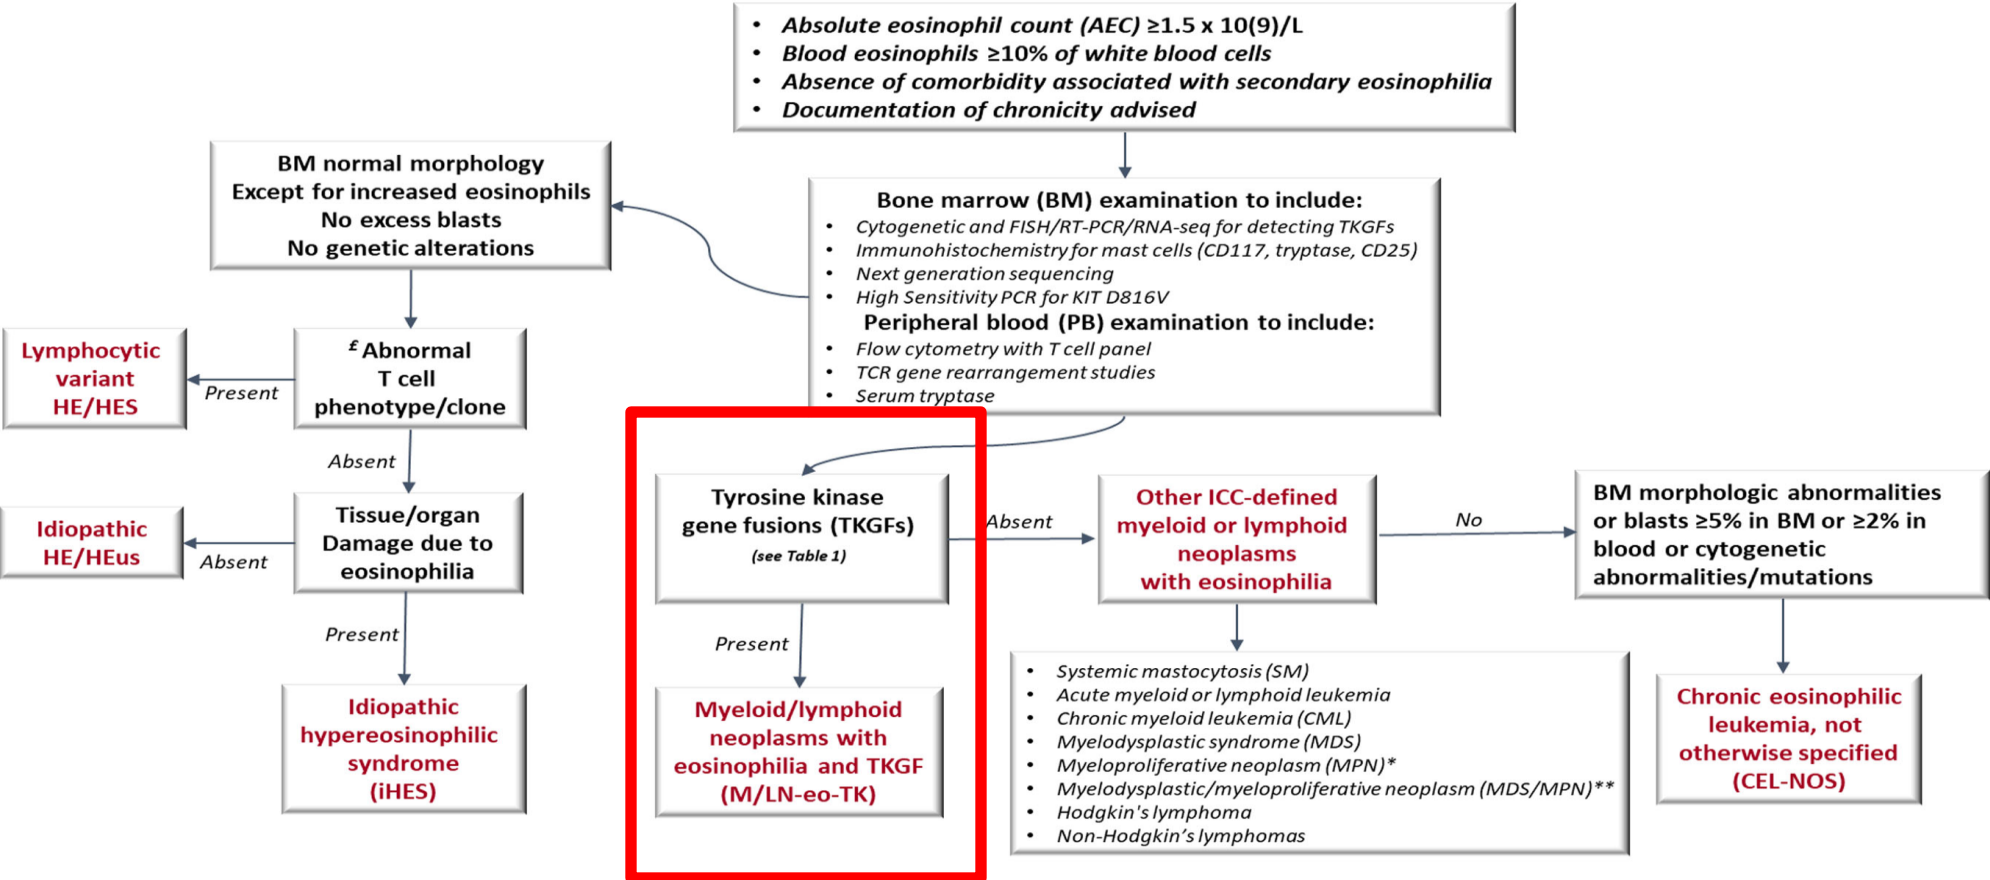 • Absolute eosinophil count (AEC) ≥1.5 x 10(9)/L
• Blood eosinophils ≥10% of white blood cells
• Absence of comorbidity associated with secondary eosinophilia
• Documentation of chronicity advised
BM normal morphology
Except for increased eosinophils
No excess blasts
No genetic alterations
Bone marrow (BM) examination to include:
• Cytogenetic and FISH/RT-PCR/RNA-seq for detecting TKGFs
• Immunohistochemistry for mast cells (CD117, tryptase, CD25)
• Next generation sequencing
• High Sensitivity PCR for KIT D816V
Peripheral blood (PB) examination to include:
• Flow cytometry with T cell panel
• TCR gene rearrangement studies
• Serum tryptase
Lymphocytic
variant
HE/HES
Present
£ Abnormal
T cell
phenotype/clone
Absent
Idiopathic
HE/HEus
Absent
Tissue/organ
Damage due to
eosinophilia
Present
Idiopathic
hypereosinophilic
syndrome
(iHES)
Tyrosine kinase
gene fusions (TKGFs)
(see Table 1)
Present
Myeloid/lymphoid
neoplasms with
eosinophilia and TKGF
(M/LN-eo-TK)
Absent
Other ICC-defined
myeloid or lymphoid
neoplasms
with eosinophilia
• Systemic mastocytosis (SM)
• Acute myeloid or lymphoid leukemia
• Chronic myeloid leukemia (CML)
• Myelodysplastic syndrome (MDS)
• Myeloproliferative neoplasm (MPN)*
• Myelodysplastic/myeloproliferative neoplasm (MDS/MPN)**
• Hodgkin's lymphoma
• Non-Hodgkin’s lymphomas
No
BM morphologic abnormalities
or blasts ≥5% in BM or ≥2% in
blood or cytogenetic
abnormalities/mutations
Chronic eosinophilic
leukemia, not
otherwise specified
(CEL-NOS)